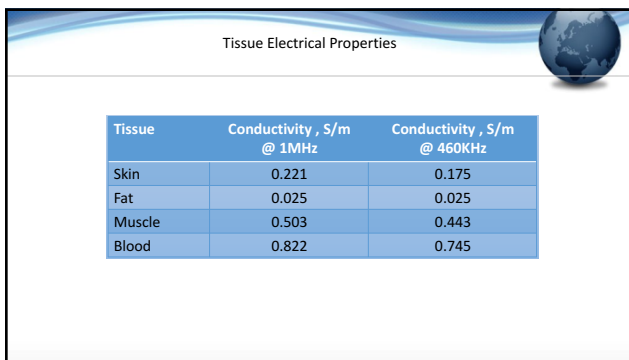 Tissue Electrical Properties
Tissue Conductivity , S/m Conductivity , S/m
@ 1MHz @ 460KHz
Skin 0.221 0.175
Fat 0.025 0.025
Muscle 0.503 0.443
Blood 0.822 0.745